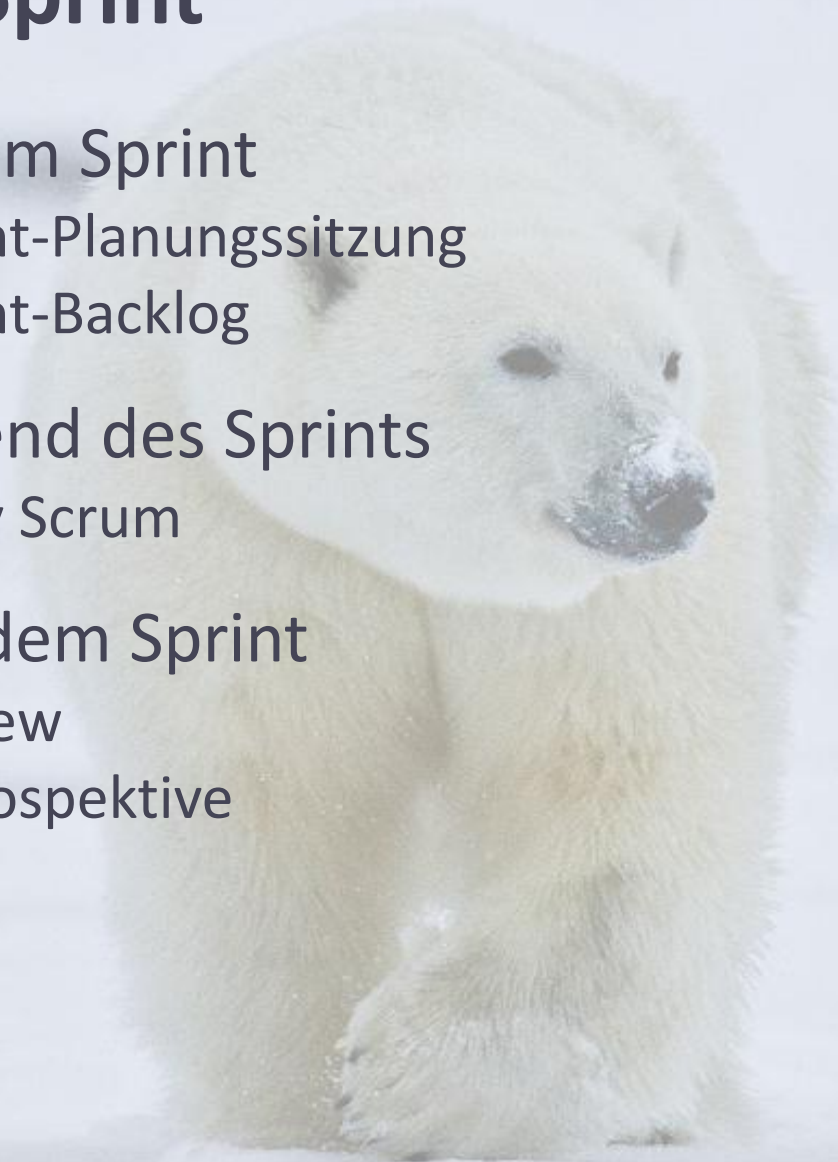 Sprint
m Sprint
nt-Planungssitzung
nt-Backlog
end des Sprints
y Scrum
dem Sprint
ew
ospektive